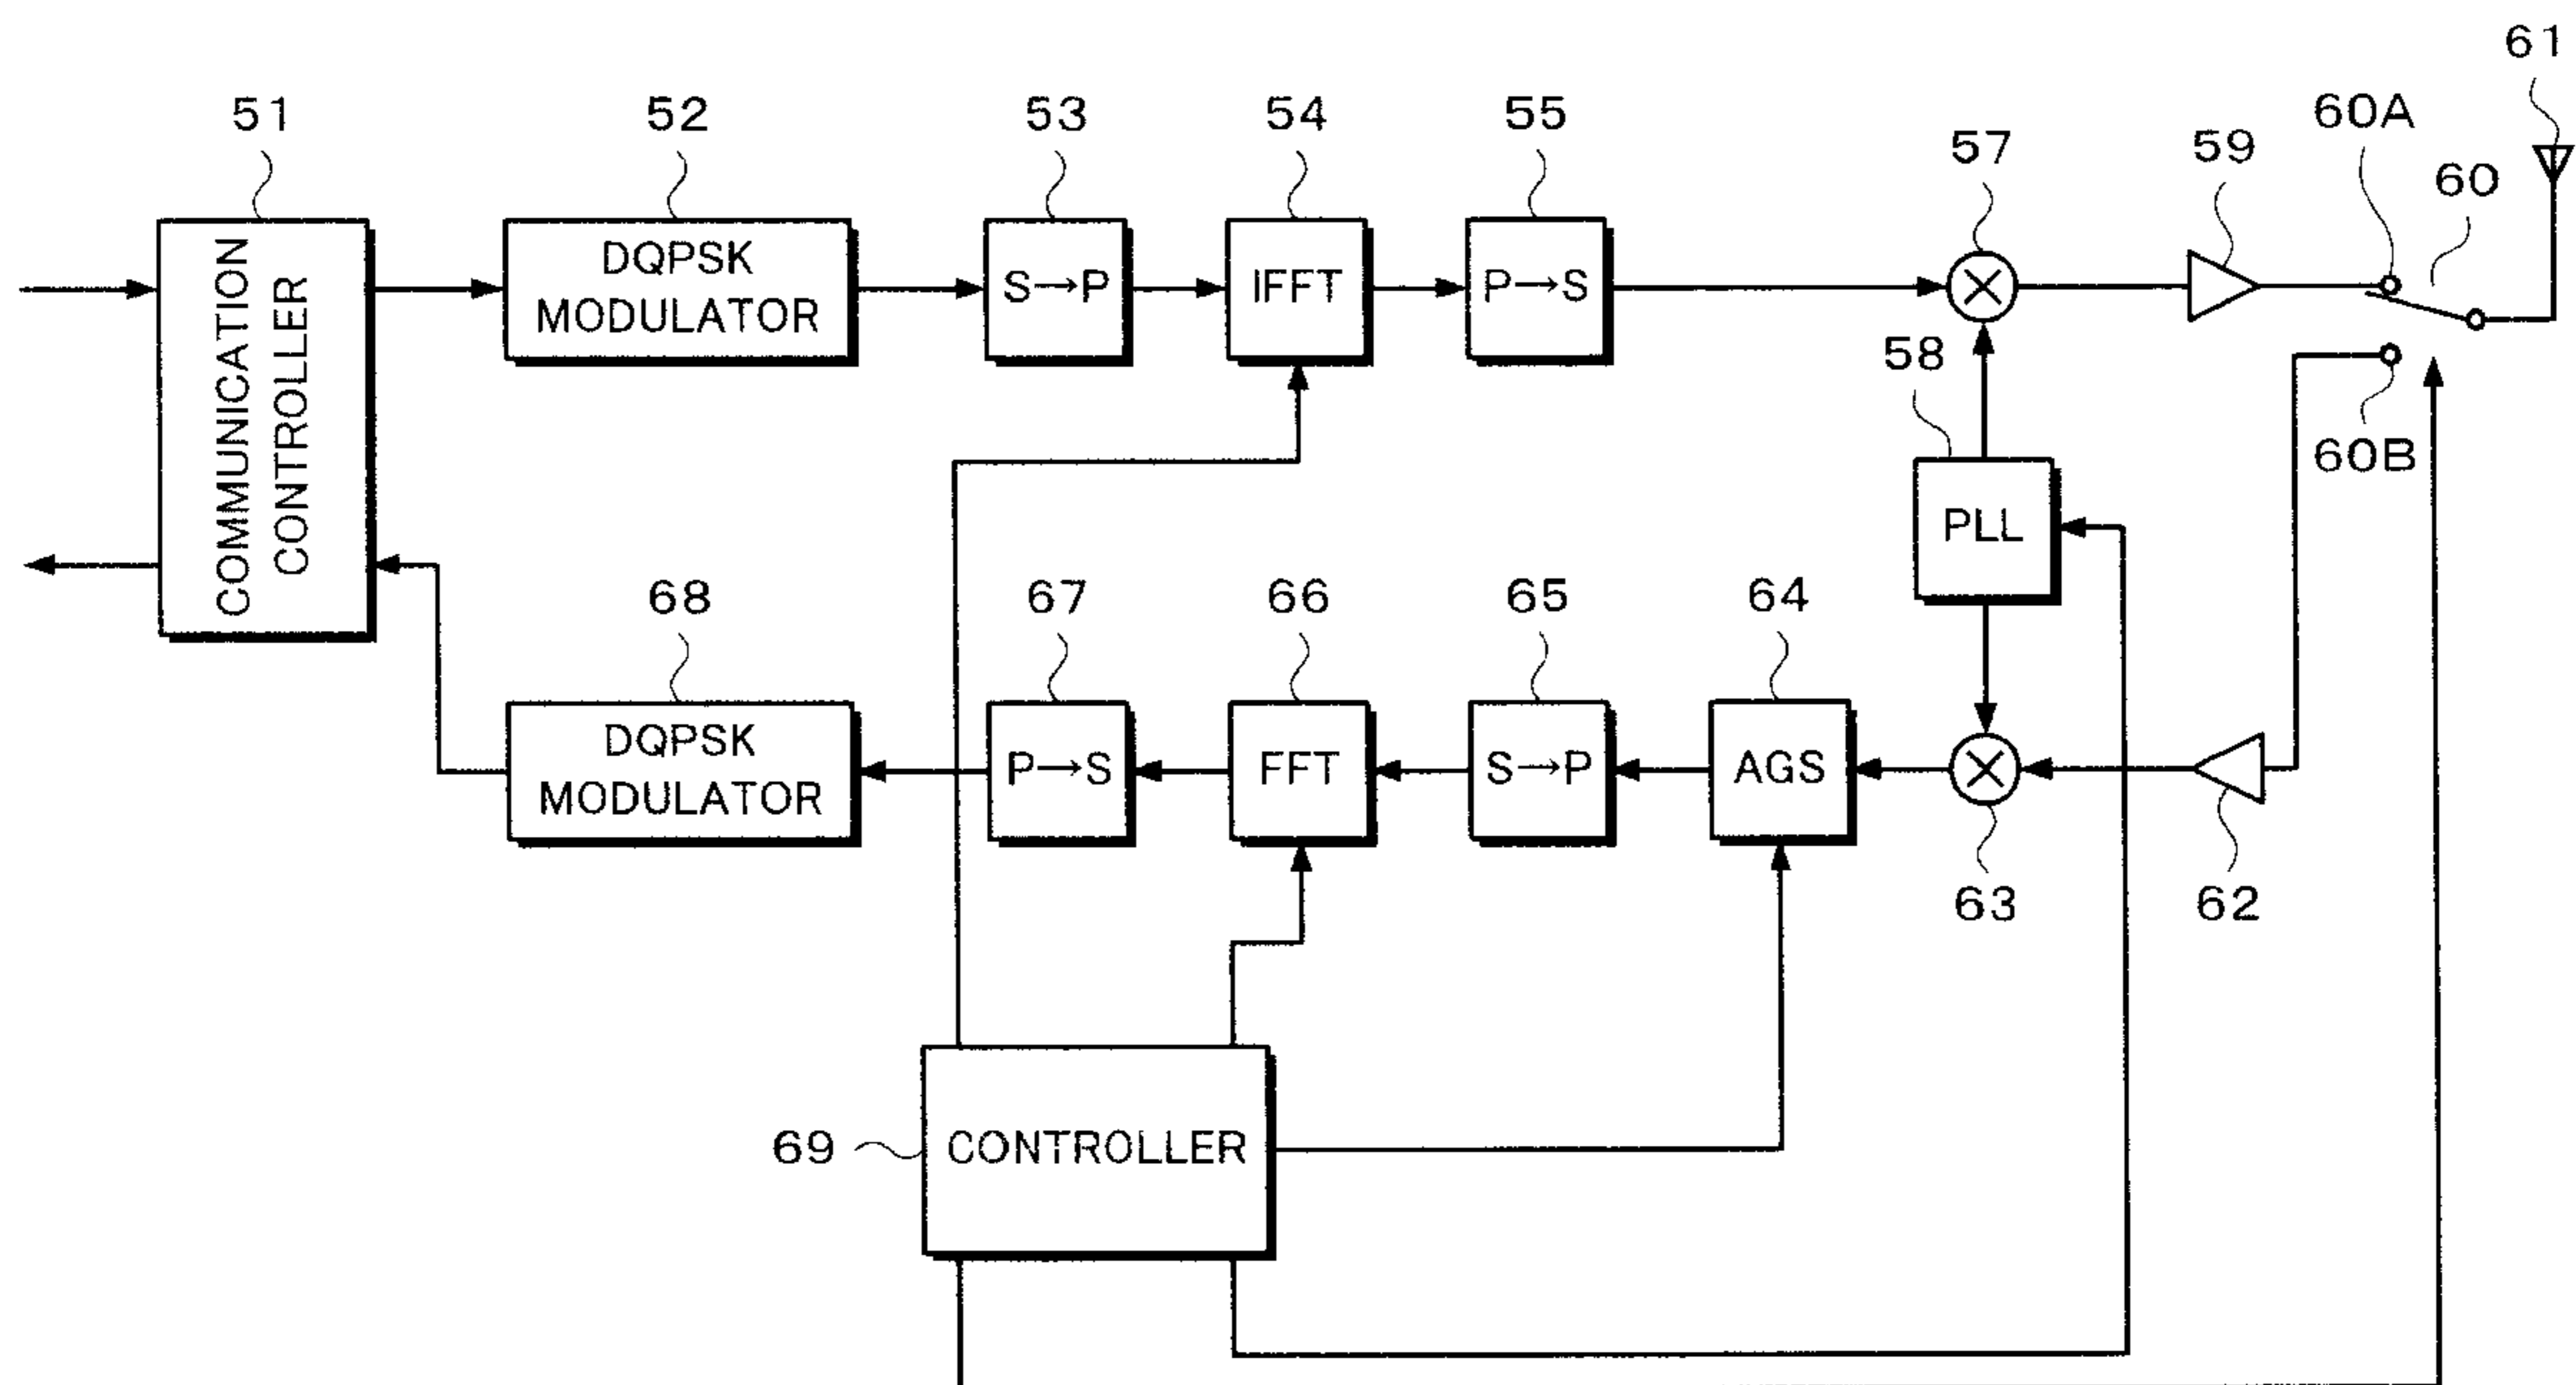 61
51
52
53
54
55
57
59
60A
60
COMMUNICATION
CONTROLLER
DQPSK
MODULATOR
S→P
IFFT
P→S
58
PLL
60B
68
67
66
65
64
DQPSK
MODULATOR
P→S
FFT
S→P
AGS
63
62
69
CONTROLLER